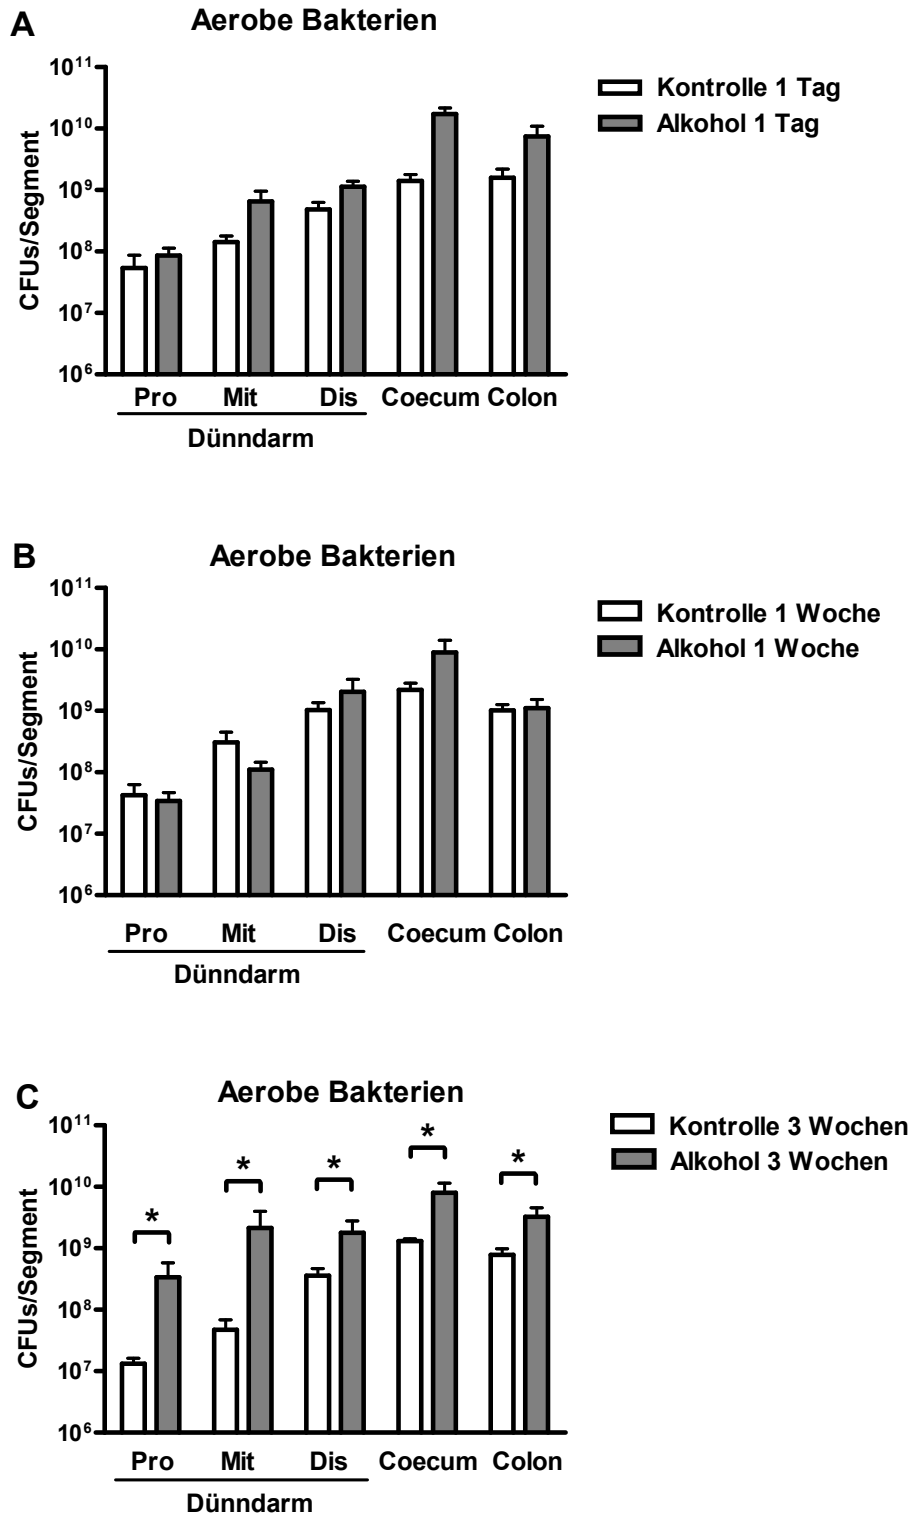 A
Aerobe Bakterien
CFUs/Segment
10¹¹
10¹⁰
10⁹
10⁸
10⁷
10⁶
Kontrolle 1 Tag
Alkohol 1 Tag
Pro Mit Dis Coecum Colon
Dünndarm
B
Aerobe Bakterien
CFUs/Segment
10¹¹
10¹⁰
10⁹
10⁸
10⁷
10⁶
Kontrolle 1 Woche
Alkohol 1 Woche
Pro Mit Dis Coecum Colon
Dünndarm
C
Aerobe Bakterien
CFUs/Segment
10¹¹
10¹⁰
10⁹
10⁸
10⁷
10⁶
* * * * *
Kontrolle 3 Wochen
Alkohol 3 Wochen
Pro Mit Dis Coecum Colon
Dünndarm